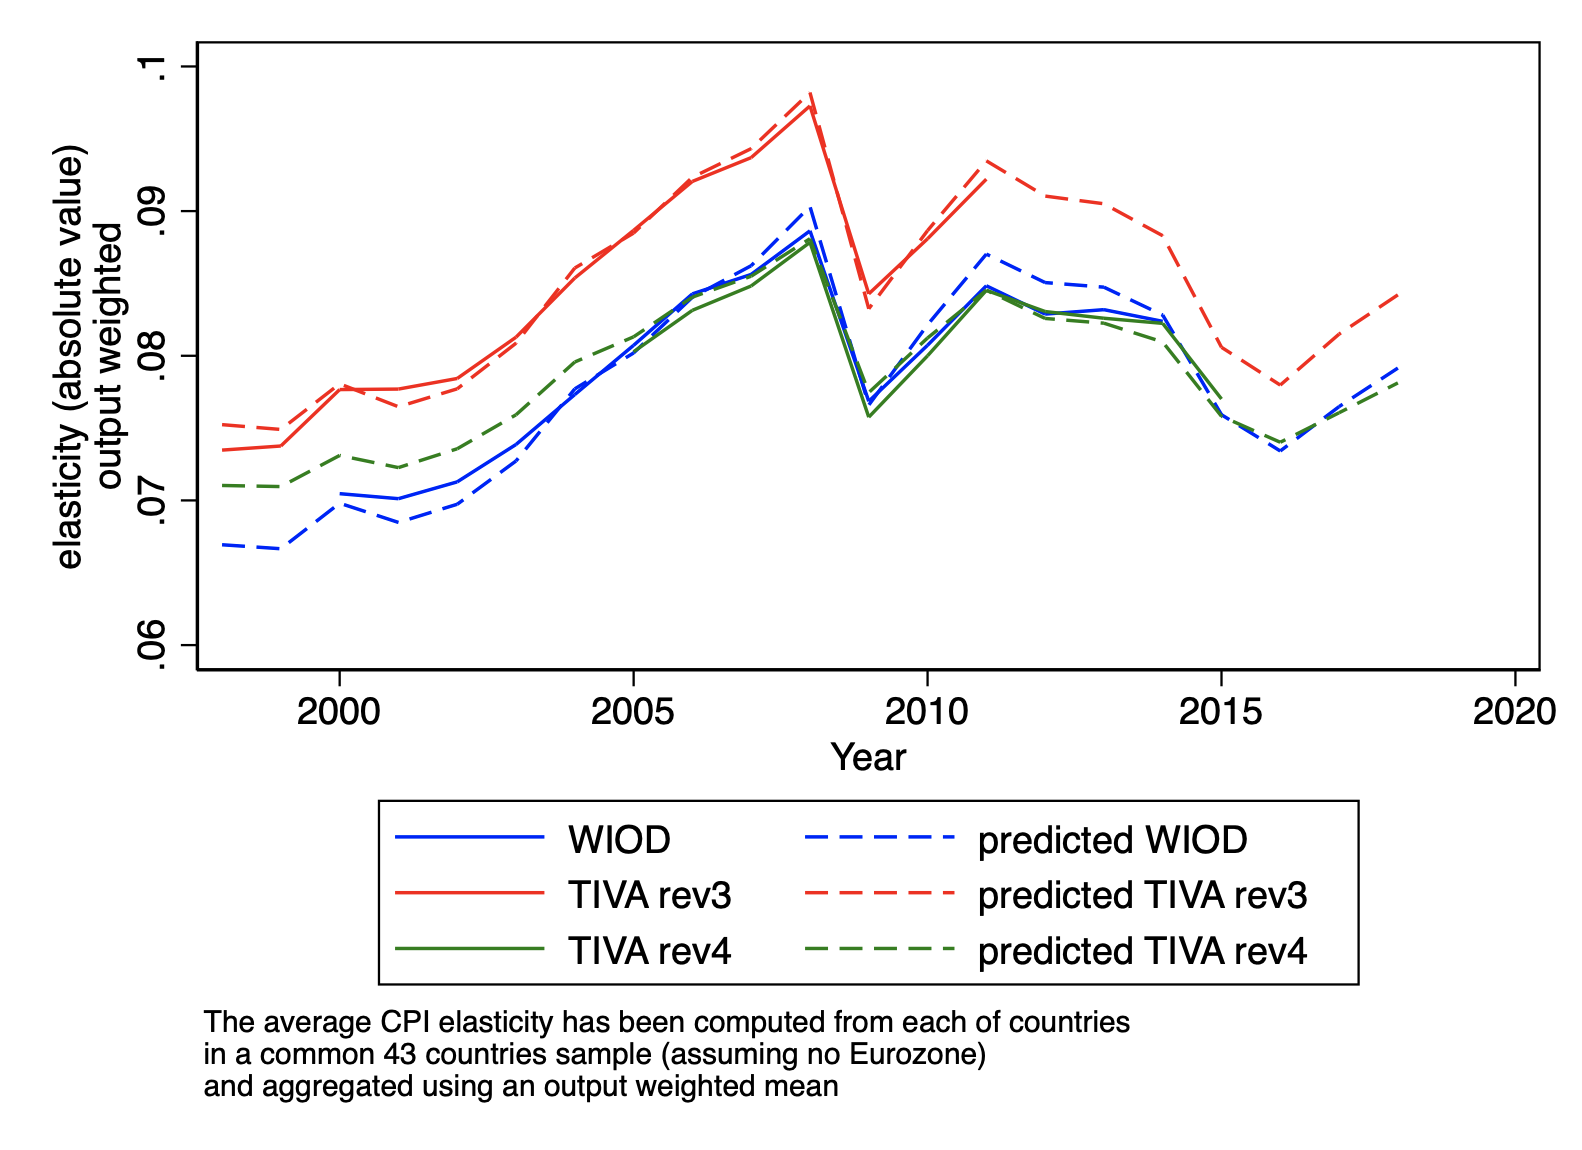 .1
.09
.08
.07
.06
elasticity (absolute value)
output weighted
2000 2005 2010 2015 2020
Year
WIOD predicted WIOD
TIVA rev3 predicted TIVA rev3
TIVA rev4 predicted TIVA rev4
The average CPI elasticity has been computed from each of countries
in a common 43 countries sample (assuming no Eurozone)
and aggregated using an output weighted mean